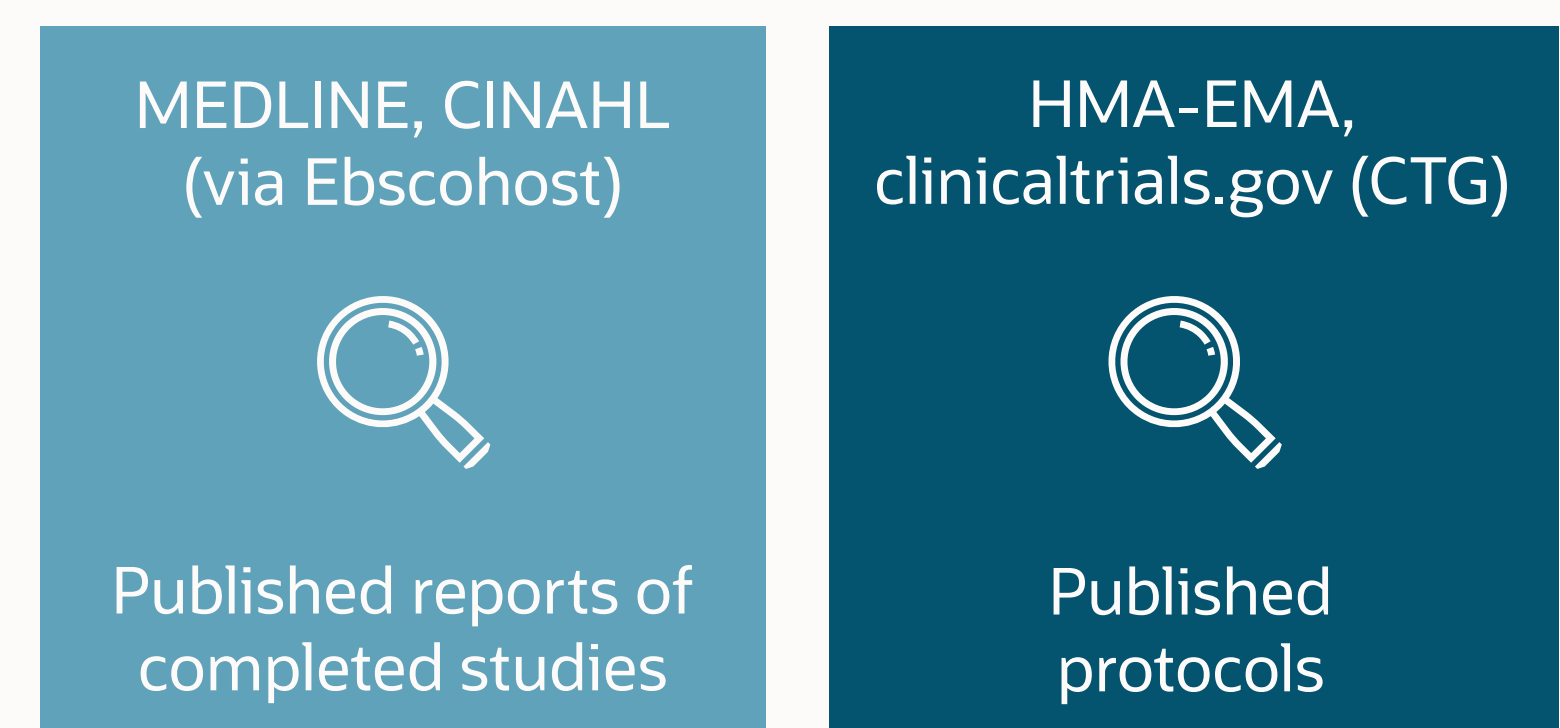 MEDLINE, CINAHL
(via Ebscohost)
Published reports of
completed studies
HMA-EMA,
clinicaltrials.gov (CTG)
Published
protocols